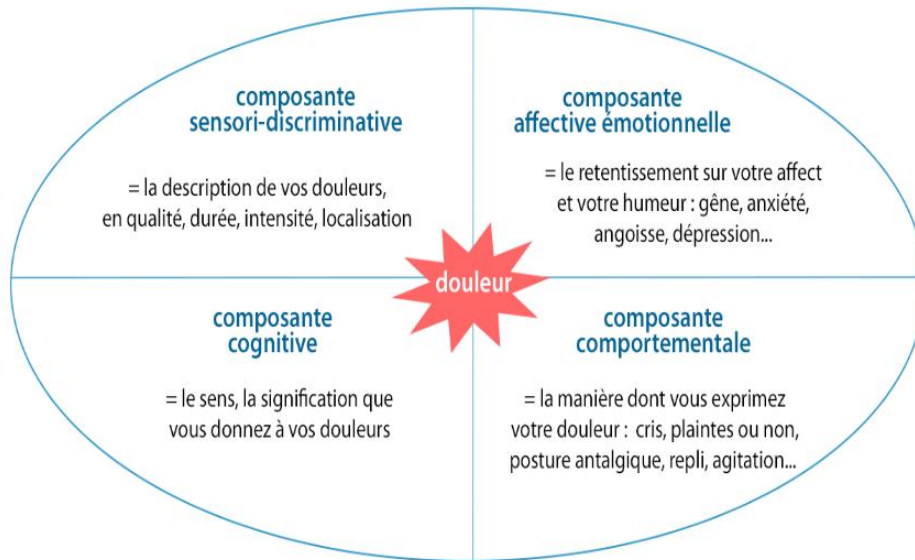 composante
sensori-discriminative
= la description de vos douleurs,
en qualité, durée, intensité, localisation
composante
affective émotionnelle
= le retentissement sur votre affect
et votre humeur : gêne, anxiété,
angoisse, dépression...
douleur
composante
cognitive
= le sens, la signification que
vous donnez à vos douleurs
composante
comportementale
= la manière dont vous exprimez
votre douleur : cris, plaintes ou non,
posture antalgique, repli, agitation...